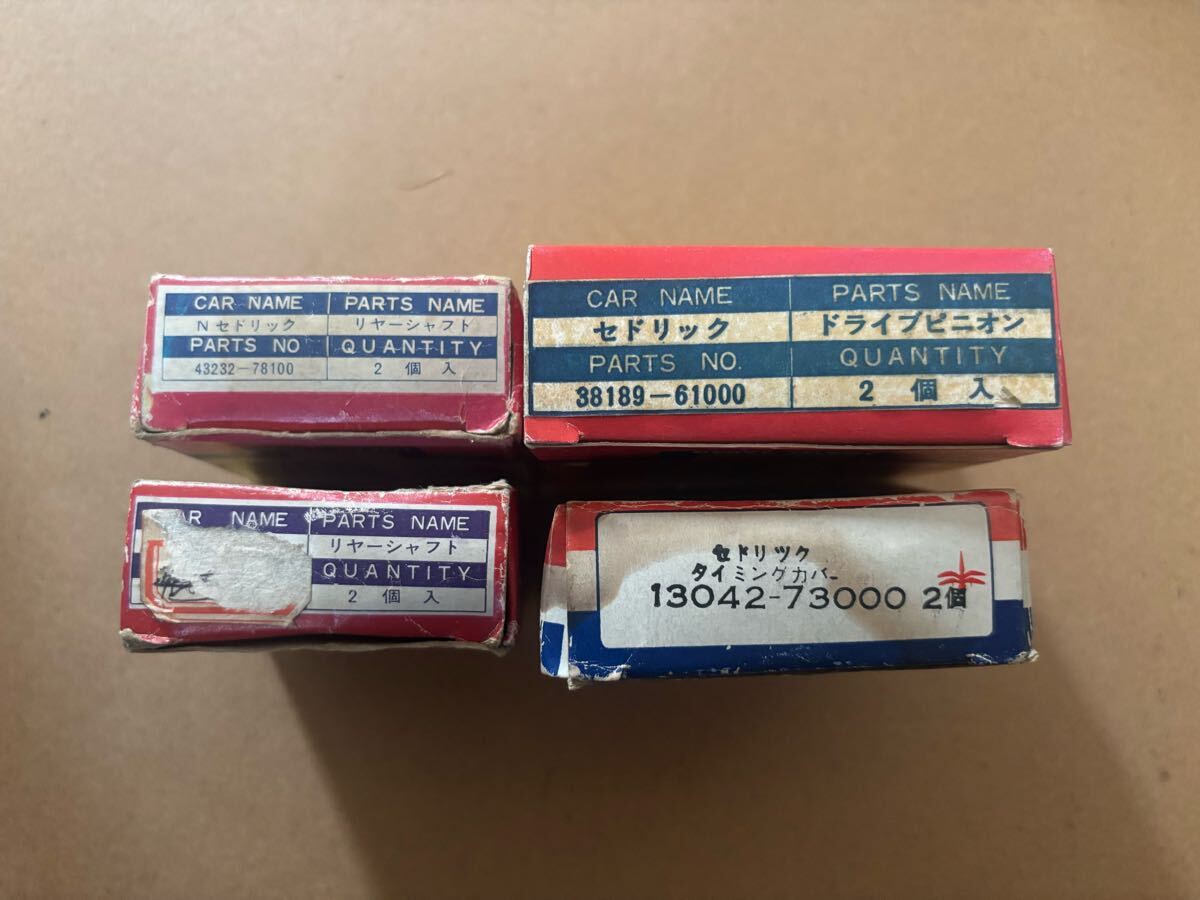 CAR NAME PARTS NAME
Nセドリック リヤーシャフト
PARTS NO QUANTITY
43232-78100 2個入
CAR NAME PARTS NAME
セドリック ドライブピニオン
PARTS NO. QUANTITY
38189-61000 2個入
NAME PARTS NAME
リヤーシャフト
QUANTITY
2個入
セドリツク
タイミングカバー
13042-73000 2個